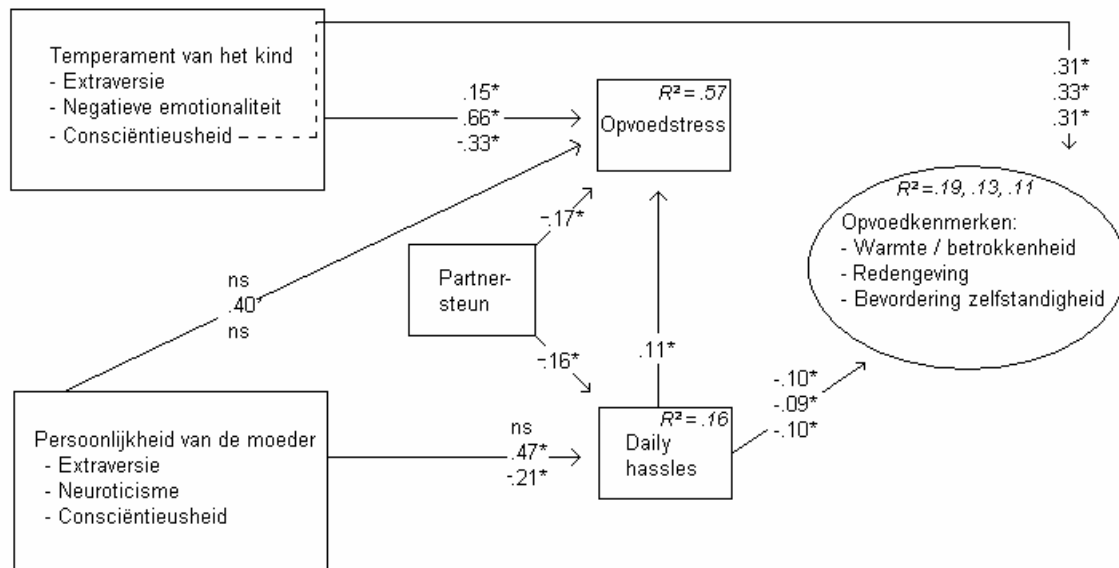 Temperament van het kind
- Extraversie
- Negatieve emotionaliteit
- Consciëntieusheid
.15*
.66*
-.33*
R² = .57
Opvoedstress
.31*
.33*
.31*
R² =.19, .13, .11
Opvoedkenmerken:
- Warmte / betrokkenheid
- Redengeving
- Bevordering zelfstandigheid
-.17*
Partner-
steun
-.16*
ns
.40*
ns
.11*
-.10*
-.09*
-.10*
Persoonlijkheid van de moeder
- Extraversie
- Neuroticisme
- Consciëntieusheid
ns
.47*
-.21*
R² = .16
Daily
hassles